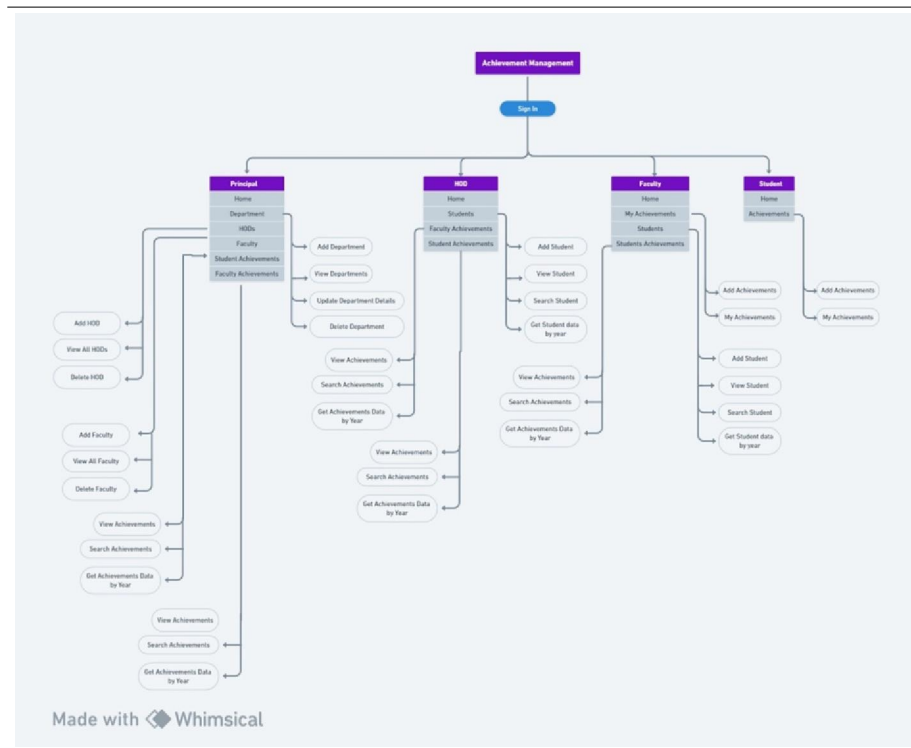 Achievement Management
Sign In
Principal
Home
Department
HODs
Faculty
Student Achievements
Faculty Achievements
Add Department
View Departments
Update Department Details
Delete Department
Add HOD
View All HODs
Delete HOD
Add Faculty
View All Faculty
Delete Faculty
View Achievements
Search Achievements
Get Achievements Data
by Year
View Achievements
Search Achievements
Get Achievements Data
by Year
HOD
Home
Students
Faculty Achievements
Student Achievements
Add Student
View Student
Search Student
Get Student data
by year
View Achievements
Search Achievements
Get Achievements Data
by Year
View Achievements
Search Achievements
Get Achievements Data
by Year
Faculty
Home
My Achievements
Students
Students Achievements
Add Achievements
My Achievements
Add Student
View Student
Search Student
Get Student data
by year
View Achievements
Search Achievements
Get Achievements Data
by Year
Student
Home
Achievements
Add Achievements
My Achievements
Made with Whimsical